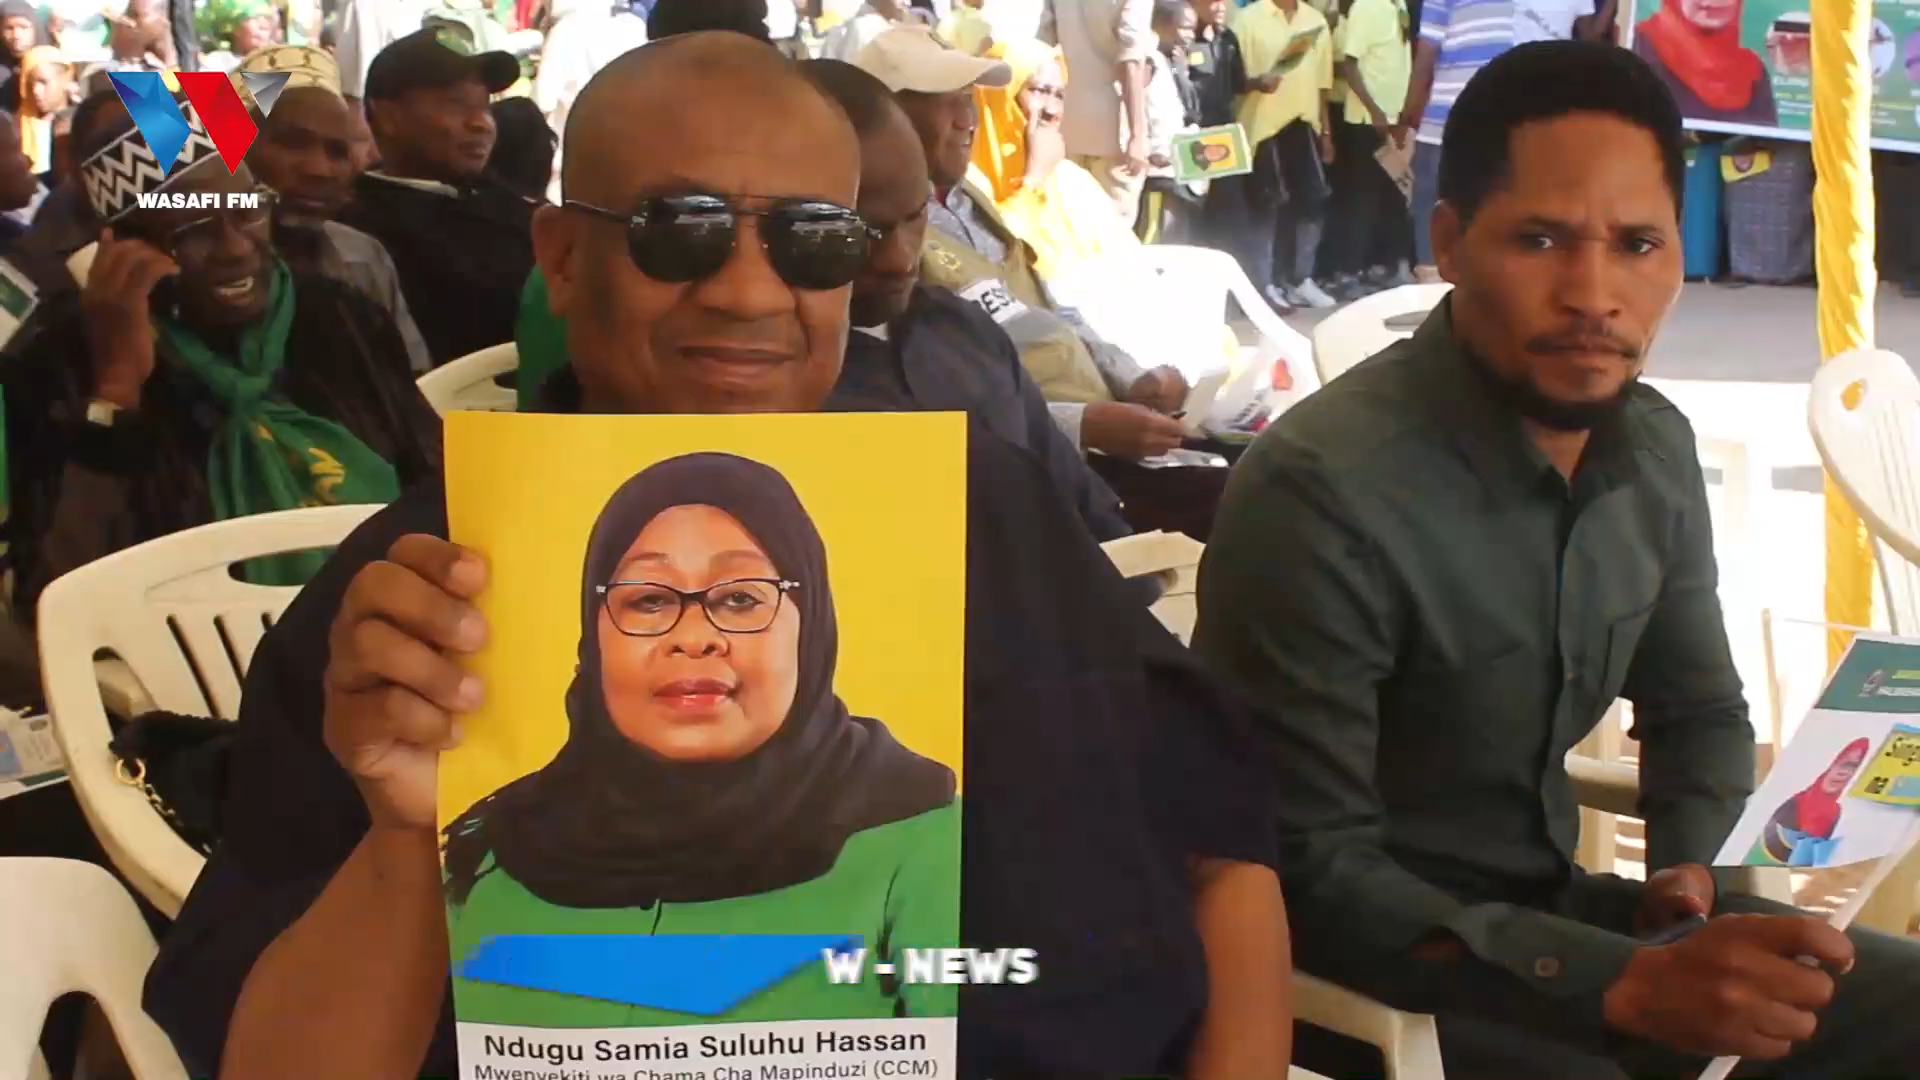 WASAFI FM
W - NEWS
Ndugu Samia Suluhu Hassan
Mwenyekiti wa Chama Cha Mapinduzi (CCM)